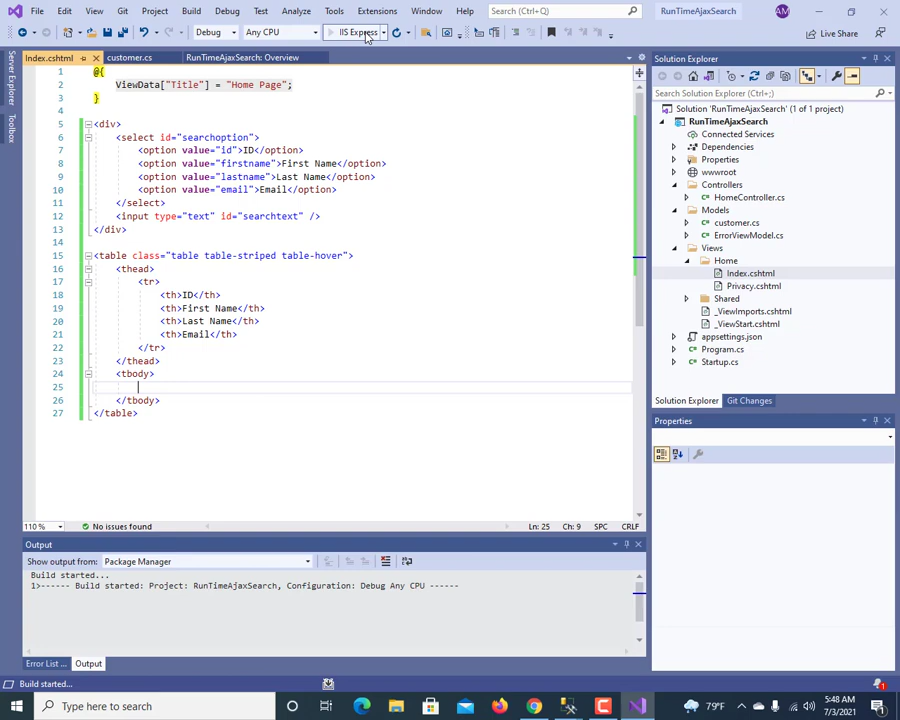 File Edit View Git Project Build Debug Test Analyze Tools Extensions Window Help Search (Ctrl+Q) RunTimeAjaxSearch
Debug Any CPU IIS Express Live Share
Server Explorer
Toolbox
Index.cshtml customer.cs RunTimeAjaxSearch: Overview
1 @{
2 ViewData["Title"] = "Home Page";
3 }
4
5 <div>
6 <select id="searchoption">
7 <option value="id">ID</option>
8 <option value="firstname">First Name</option>
9 <option value="lastname">Last Name</option>
10 <option value="email">Email</option>
11 </select>
12 <input type="text" id="searchtext" />
13 </div>
14
15 <table class="table table-striped table-hover">
16 <thead>
17 <tr>
18 <th>ID</th>
19 <th>First Name</th>
20 <th>Last Name</th>
21 <th>Email</th>
22 </tr>
23 </thead>
24 <tbody>
25
26 </tbody>
27 </table>
110 % No issues found Ln: 25 Ch: 9 SPC CRLF
Output
Show output from: Package Manager
Build started...
1>------ Build started: Project: RunTimeAjaxSearch, Configuration: Debug Any CPU ------
Error List ... Output
Solution Explorer
Search Solution Explorer (Ctrl+;)
Solution 'RunTimeAjaxSearch' (1 of 1 project)
RunTimeAjaxSearch
Connected Services
Dependencies
Properties
wwwroot
Controllers
HomeController.cs
Models
customer.cs
ErrorViewModel.cs
Views
Home
Index.cshtml
Privacy.cshtml
Shared
_ViewImports.cshtml
_ViewStart.cshtml
appsettings.json
Program.cs
Startup.cs
Solution Explorer Git Changes
Properties
Build started...
Type here to search 79°F 5:48 AM
7/3/2021
AM